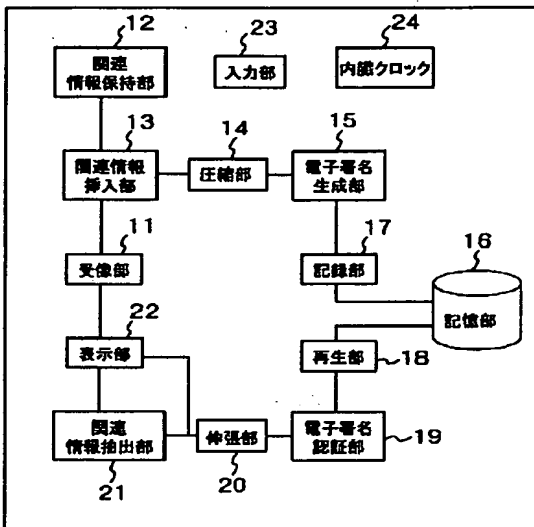 12
関連
情報保持部
23
入力部
24
内臓クロック
13
関連情報
挿入部
14
圧縮部
15
電子署名
生成部
11
受像部
17
記録部
16
記憶部
22
表示部
再生部
18
関連
情報抽出部
21
伸張部
20
電子署名
認証部
19